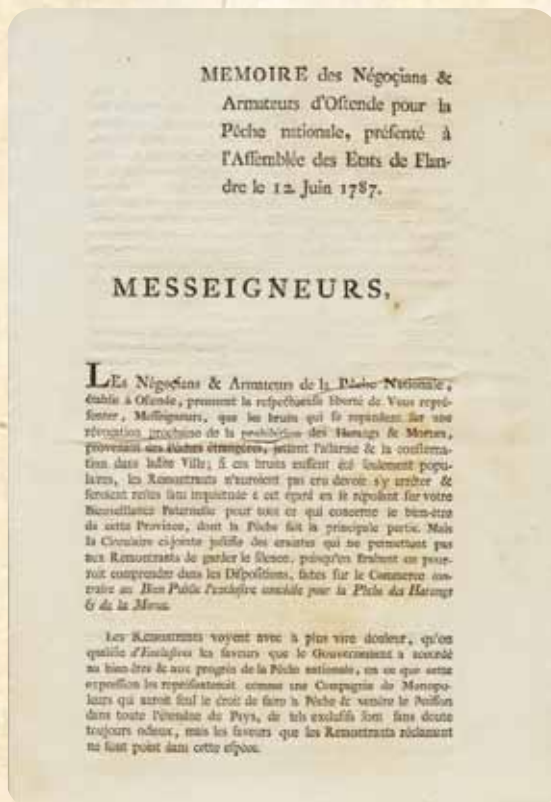 MEMOIRE des Négoçians &
Armateurs d'Ostende pour la
Pêche nationale, présenté à
l'Assemblée des Etats de Flan-
dre le 12 Juin 1787.
MESSEIGNEURS,
LEs Négoçians & Armateurs de la Pêche Nationale,
établie à Ostende, prennent la respectueuse liberté de Vous repré-
senter, Messeigneurs, que les bruits qui se repandent sur une
révocation prochaine de la prohibition des Harengs & Morues,
provenant des Pêches étrangères, jettent l'allarme & la consterna-
tion dans ladite Ville; si ces bruits eussent été seulement popu-
laires, les Remontrants n'auroient pas cru devoir s'y arrêter &
seroient restés sans inquiétude à cet égard en se reposant sur votre
Bienveillance Paternelle pour tout ce qui concerne le bien-être
de cette Province, dont la Pêche fait la principale partie. Mais
la Circulaire ci-jointe justifie des craintes qui ne permettent pas
aux Remontrants de garder le silence, puisqu'en finissant on pour-
roit comprendre dans les Dispositions, faites sur le Commerce con-
traire au Bien Public l'exclusive accordée pour la Pêche des Harengs
& de la Morue.
Les Remontrants voyent avec la plus vive douleur, qu'on
qualifie d'Exclusives les faveurs que le Gouvernement a accordé
au bien-être & aux progrès de la Pêche nationale, en ce que cette
expression les représenteroit comme une Compagnie de Monopo-
leurs qui auroit seul le droit de faire la Pêche & vendre le Poisson
dans toute l'étendue du Pays, de tels exclusifs sont sans doute
toujours odieux, mais les faveurs que les Remontrants réclament
ne sont point dans cette espéce.